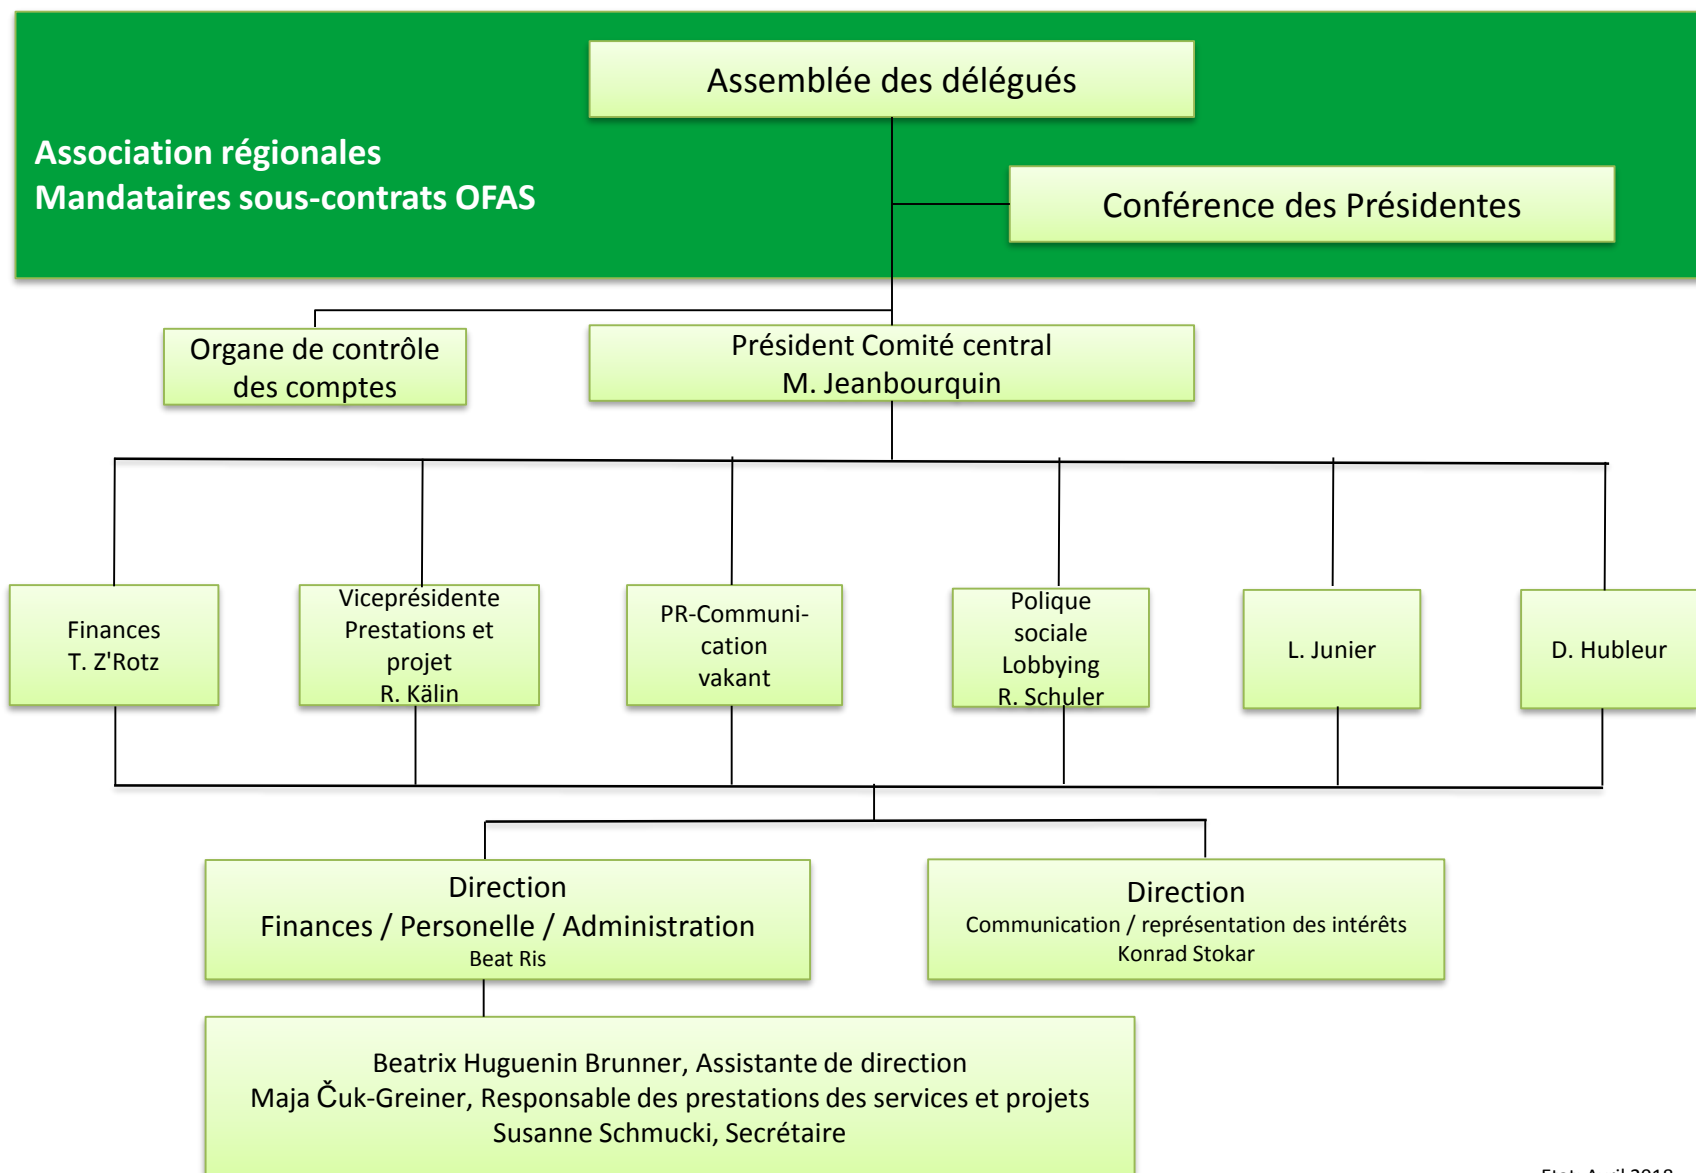 Assemblée des délégués
Association régionales
Mandataires sous-contrats OFAS
Conférence des Présidentes
Organe de contrôle
des comptes
Président Comité central
M. Jeanbourquin
Finances
T. Z'Rotz
Viceprésidente
Prestations et
projet
R. Kälin
PR-Communi-
cation
vakant
Polique
sociale
Lobbying
R. Schuler
L. Junier
D. Hubleur
Direction
Finances / Personelle / Administration
Beat Ris
Direction
Communication / représentation des intérêts
Konrad Stokar
Beatrix Huguenin Brunner, Assistante de direction
Maja Čuk-Greiner, Responsable des prestations des services et projets
Susanne Schmucki, Secrétaire
Etat: Avril 2018